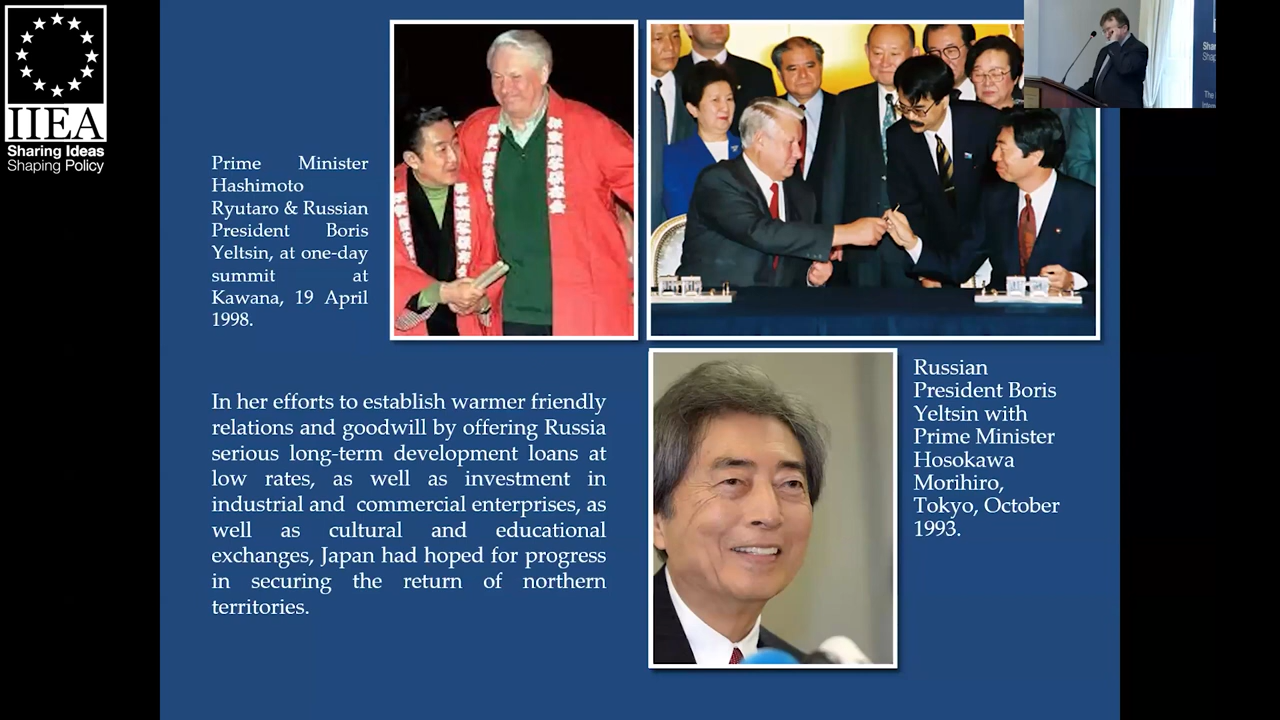 IIEA
Sharing Ideas
Shaping Policy
Prime Minister
Hashimoto
Ryutaro & Russian
President Boris
Yeltsin, at one-day
summit at
Kawana, 19 April
1998.
In her efforts to establish warmer friendly
relations and goodwill by offering Russia
serious long-term development loans at
low rates, as well as investment in
industrial and commercial enterprises, as
well as cultural and educational
exchanges, Japan had hoped for progress
in securing the return of northern
territories.
Russian
President Boris
Yeltsin with
Prime Minister
Hosokawa
Morihiro,
Tokyo, October
1993.